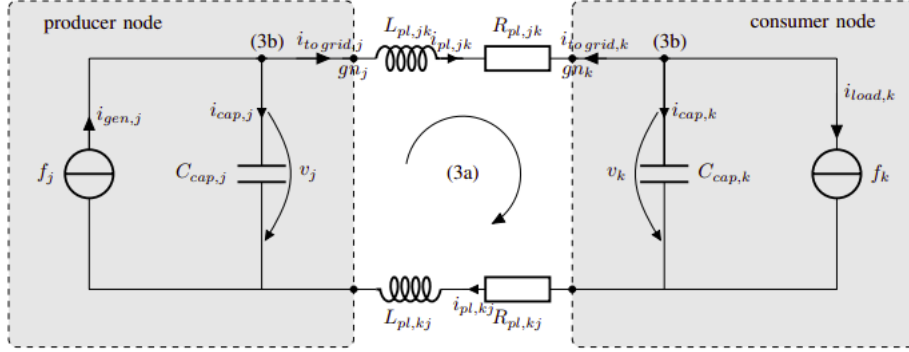 producer node
consumer node
L_{pl,jk}
R_{pl,jk}
(3b)
i_{to grid,j}
i_{pl,jk}
i_{to grid,k}
(3b)
gn_j
gn_k
i_{gen,j}
i_{cap,j}
i_{cap,k}
i_{load,k}
f_j
C_{cap,j}
v_j
(3a)
v_k
C_{cap,k}
f_k
i_{pl,kj}
L_{pl,kj}
R_{pl,kj}